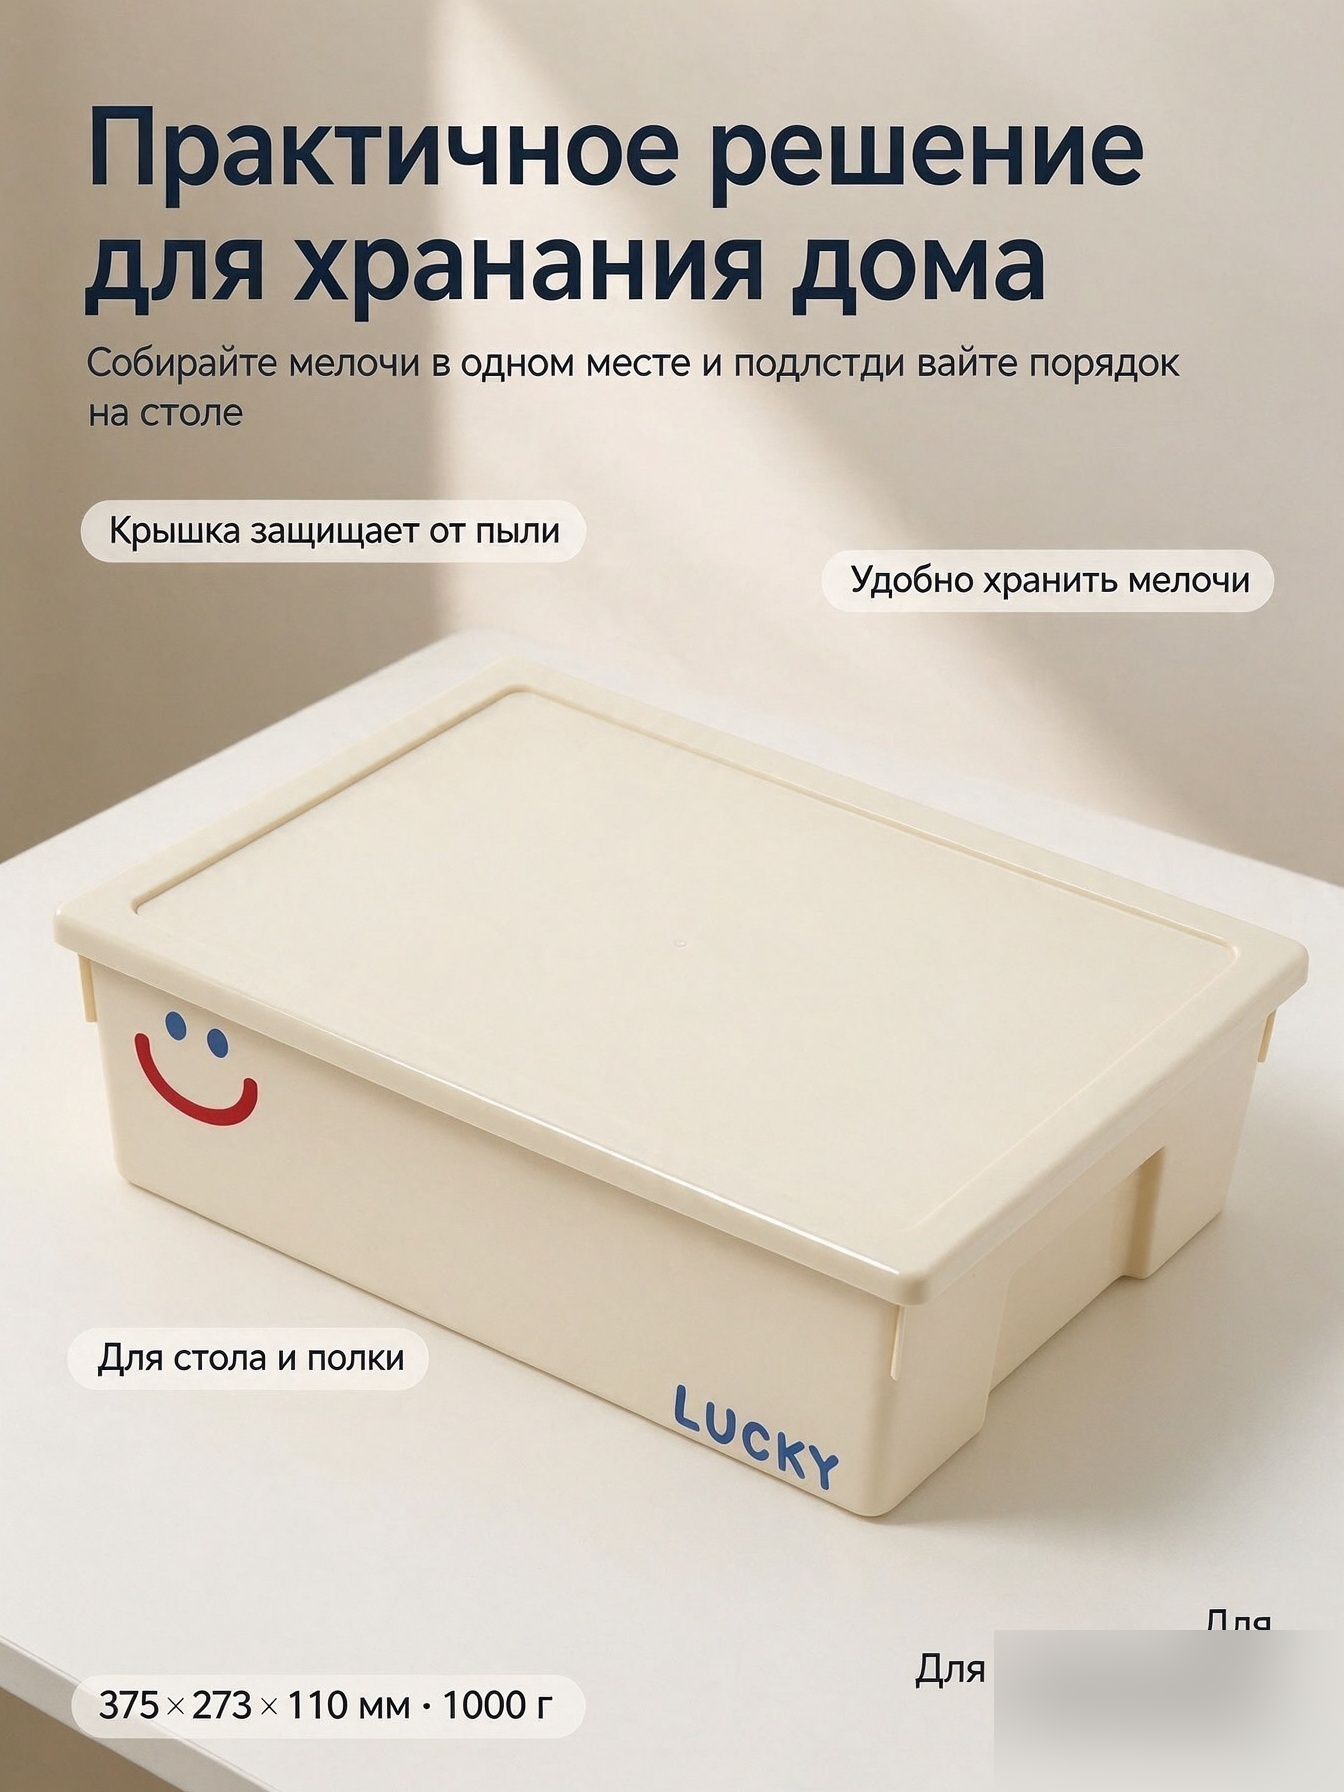 Практичное решение
для хранания дома
Собирайте мелочи в одном месте и подлстди вайте порядок
на столе
Крышка защищает от пыли
Удобно хранить мелочи
Для стола и полки
LUCKY
Для
Для
375 × 273 × 110 мм · 1000 г